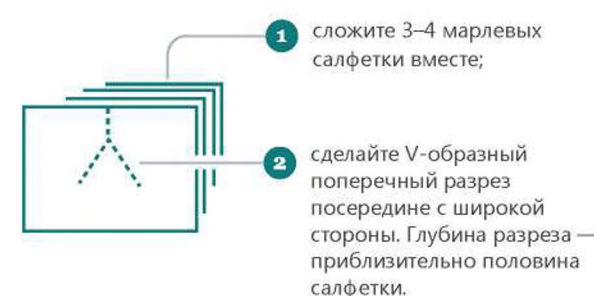 1 сложите 3–4 марлевых
салфетки вместе;
2 сделайте V-образный
поперечный разрез
посередине с широкой
стороны. Глубина разреза —
приблизительно половина
салфетки.